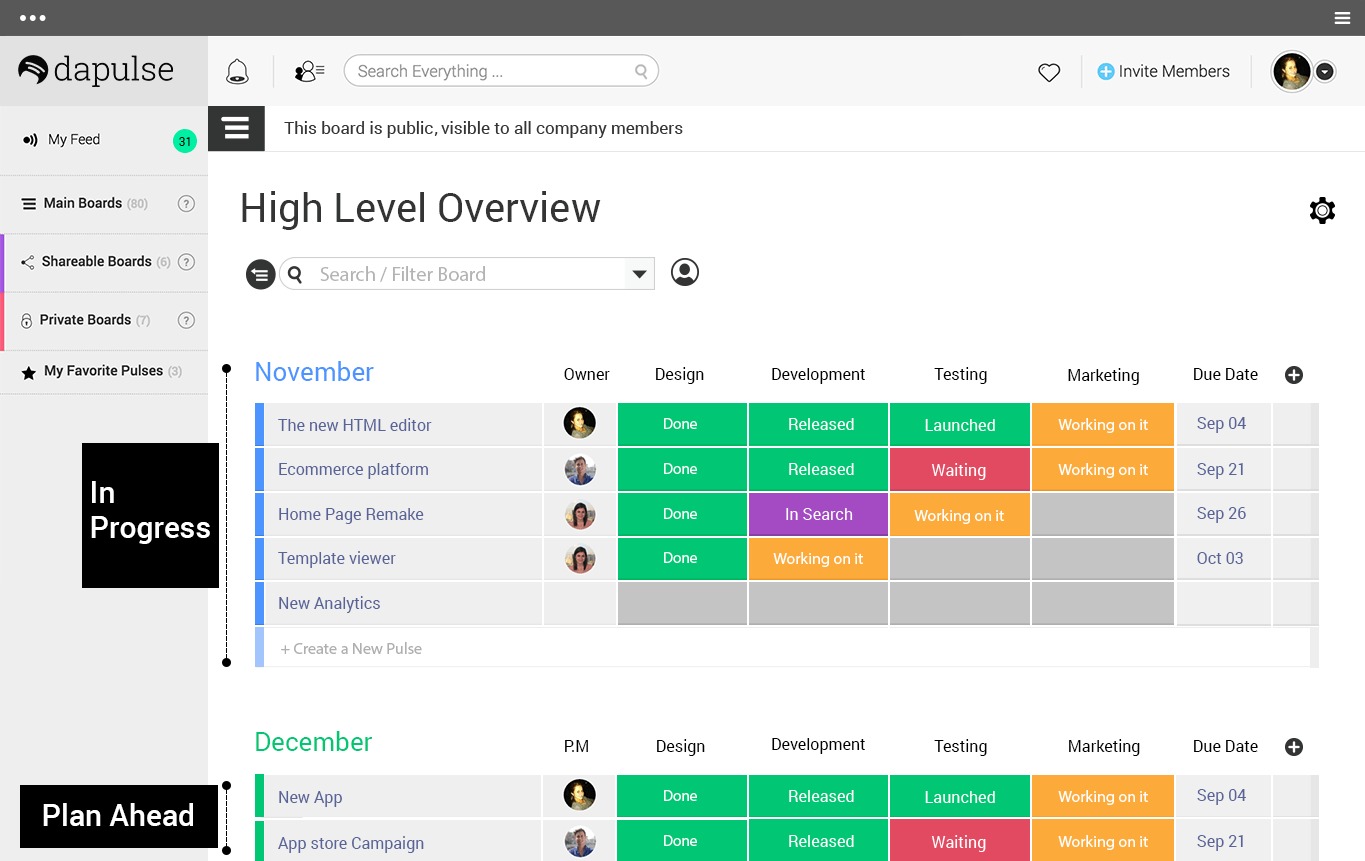 dapulse
Search Everything ...
Invite Members
My Feed 31
This board is public, visible to all company members
Main Boards (80) ?
Shareable Boards (6) ?
Private Boards (7) ?
My Favorite Pulses (3)
High Level Overview
Search / Filter Board
In
Progress
November Owner Design Development Testing Marketing Due Date
The new HTML editor Done Released Launched Working on it Sep 04
Ecommerce platform Done Released Waiting Working on it Sep 21
Home Page Remake Done In Search Working on it Sep 26
Template viewer Done Working on it Oct 03
New Analytics
+ Create a New Pulse
Plan Ahead
December P.M Design Development Testing Marketing Due Date
New App Done Released Launched Working on it Sep 04
App store Campaign Done Released Waiting Working on it Sep 21